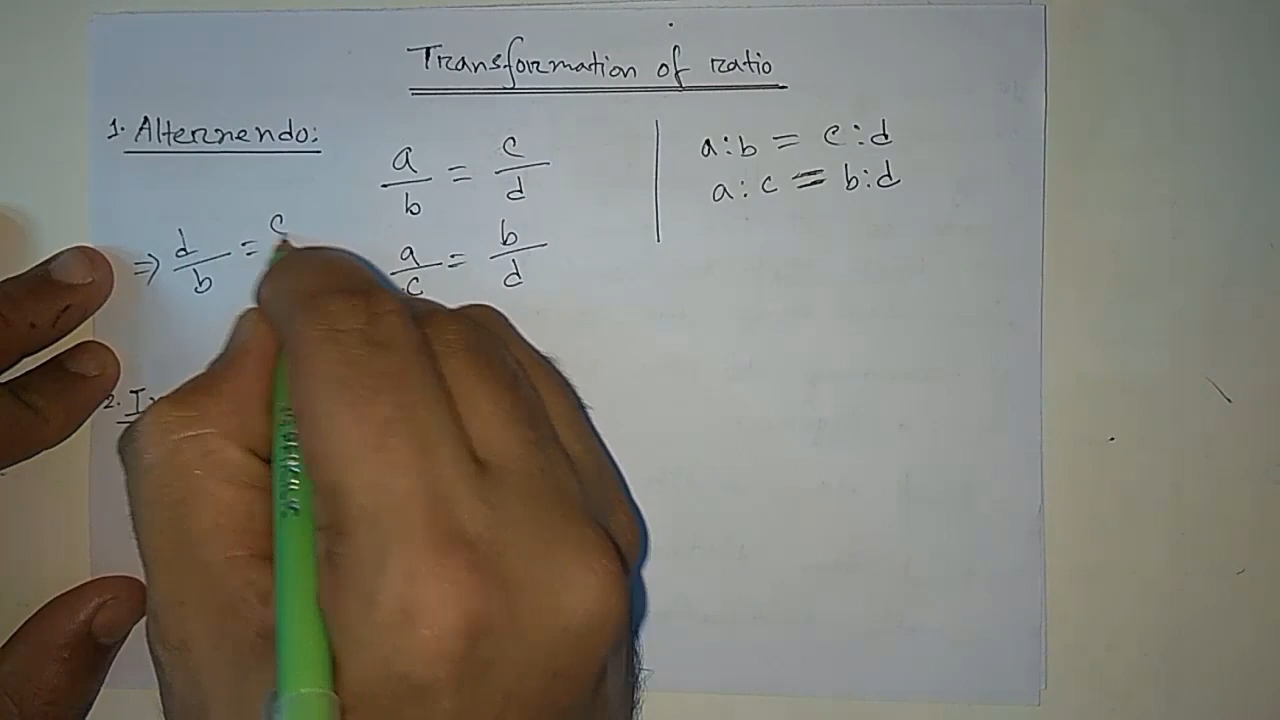 Transformation of ratio
1. Alternendo:
a/b = c/d
a:b = c:d
a:c = b:d
⇒ d/b = c
a/c = b/d
2.